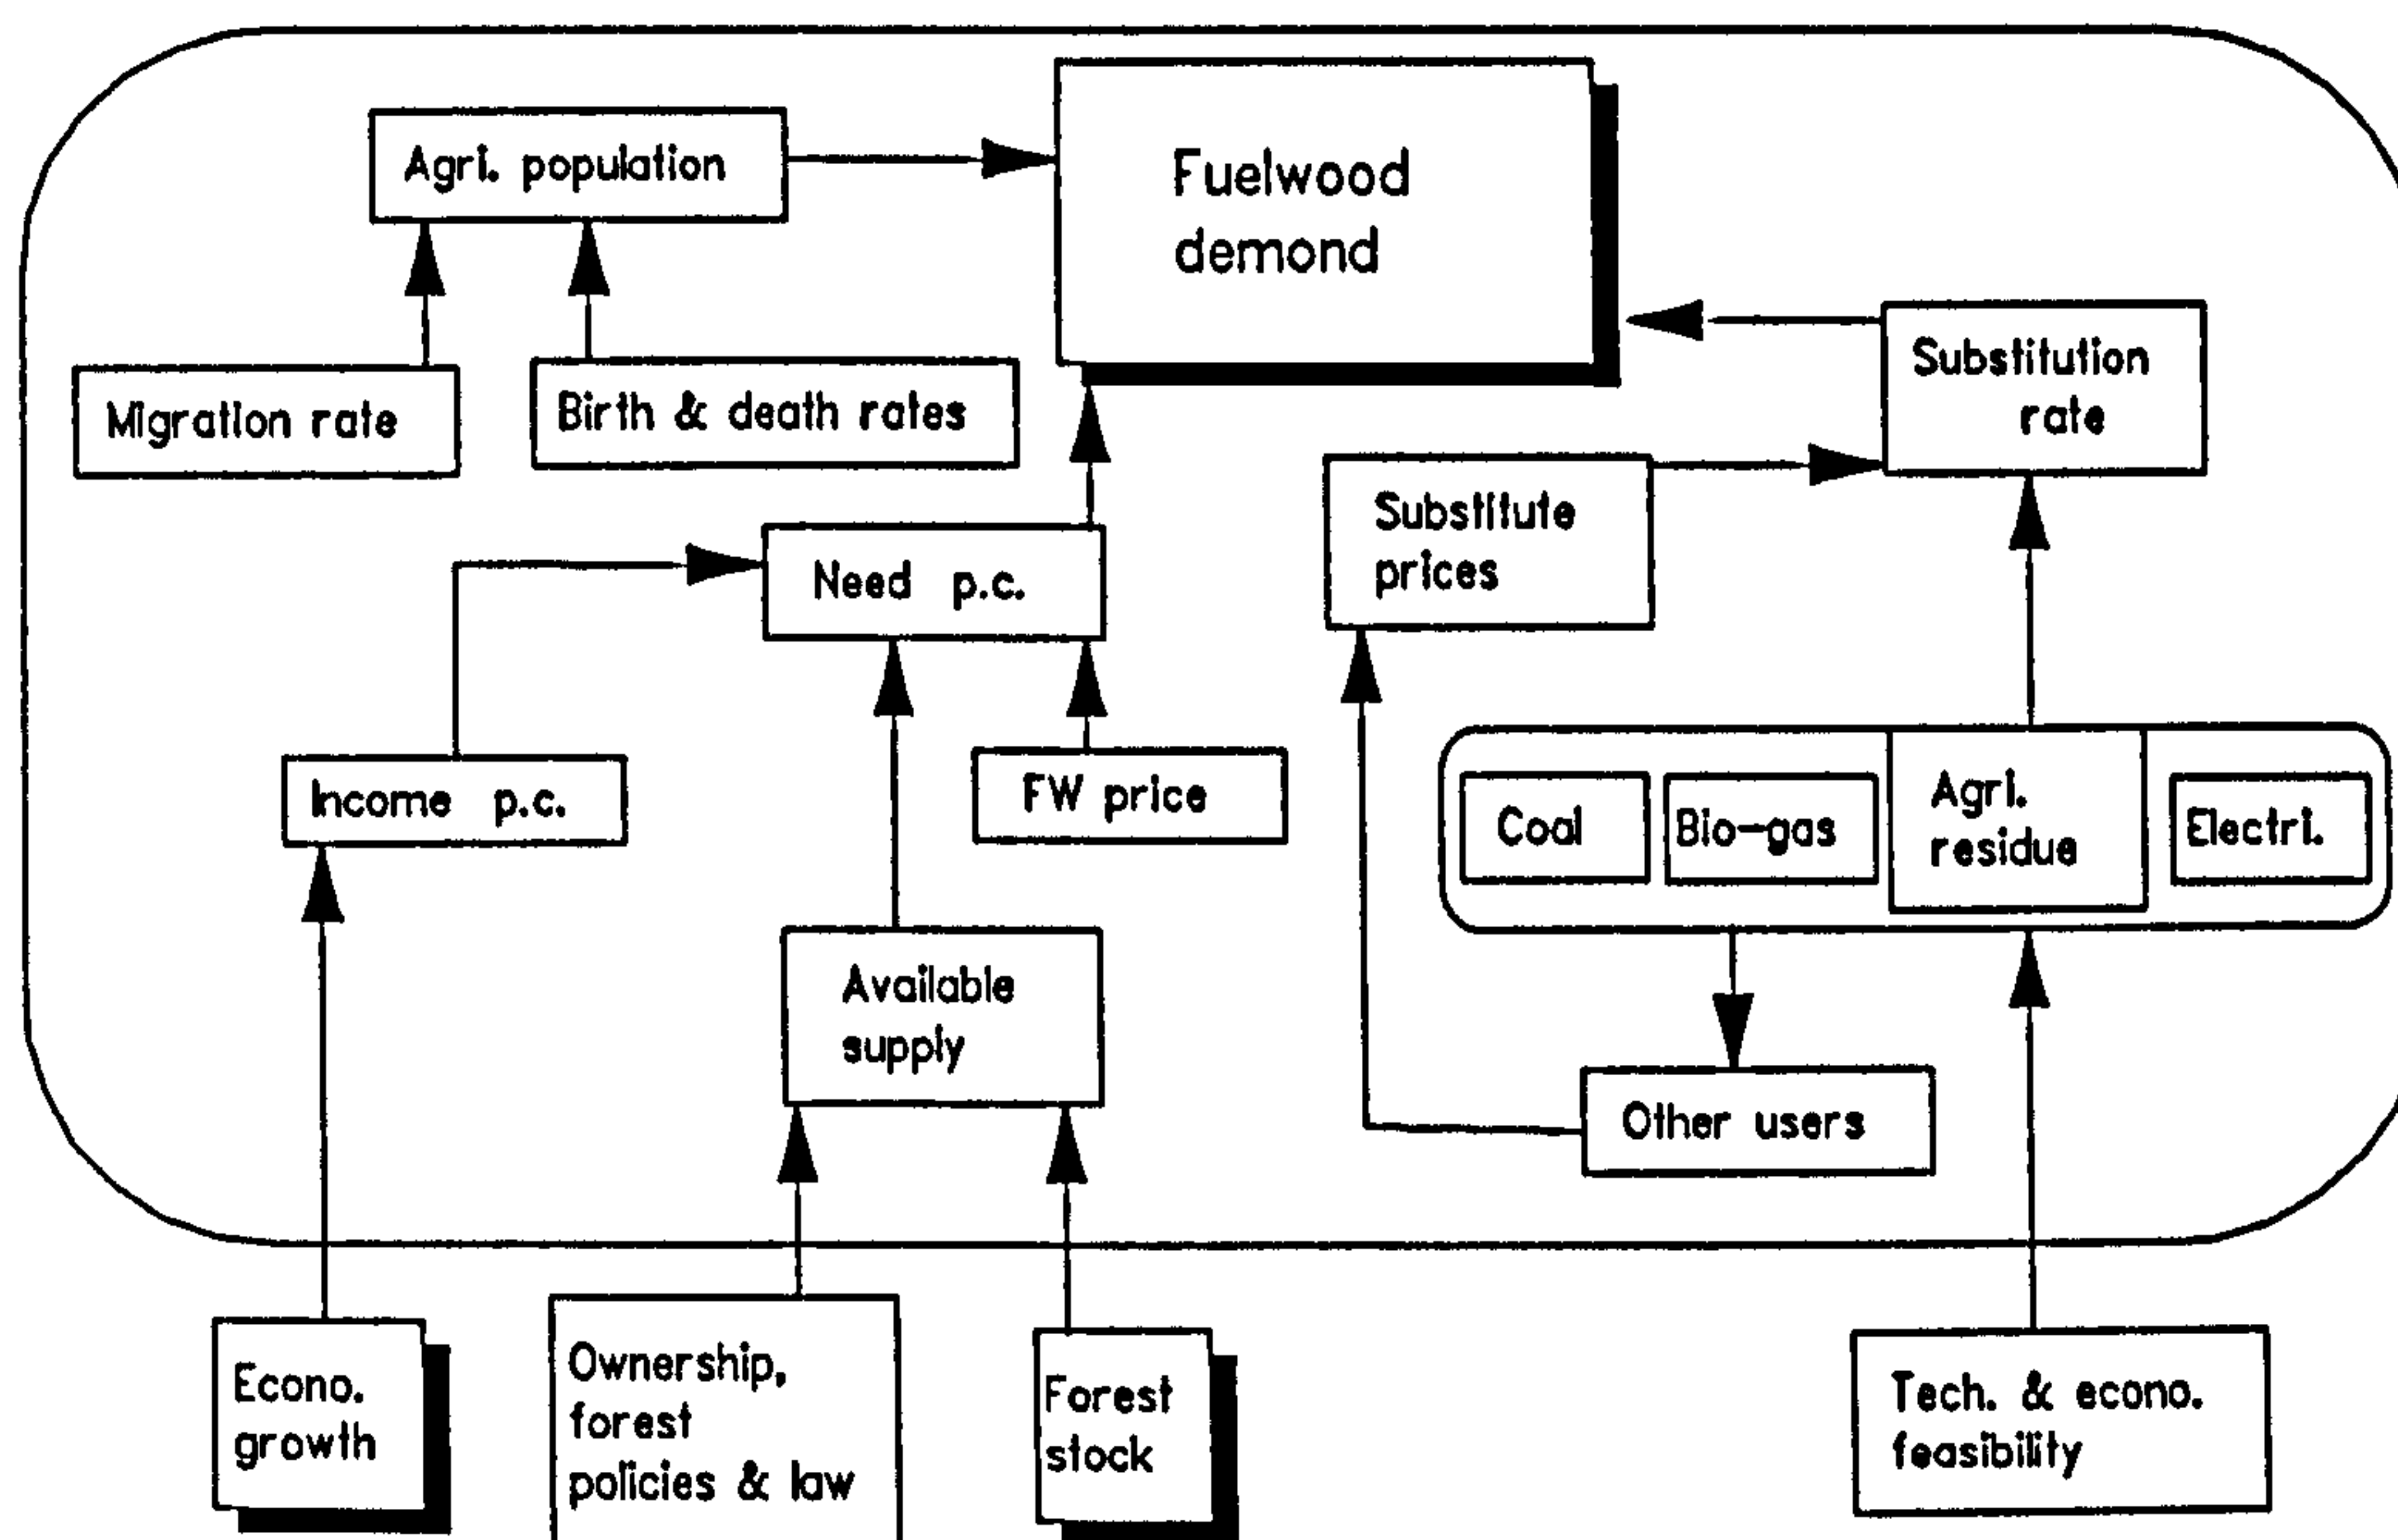 Agri. population
Fuelwood
demond
Migration rate
Birth & death rates
Substitution
rate
Substitute
prices
Need p.c.
Income p.c.
FW price
Coal
Bio-gas
Agri.
residue
Electri.
Available
supply
Other users
Econo.
growth
Ownership,
forest
policies & law
Forest
stock
Tech. & econo.
feasibility